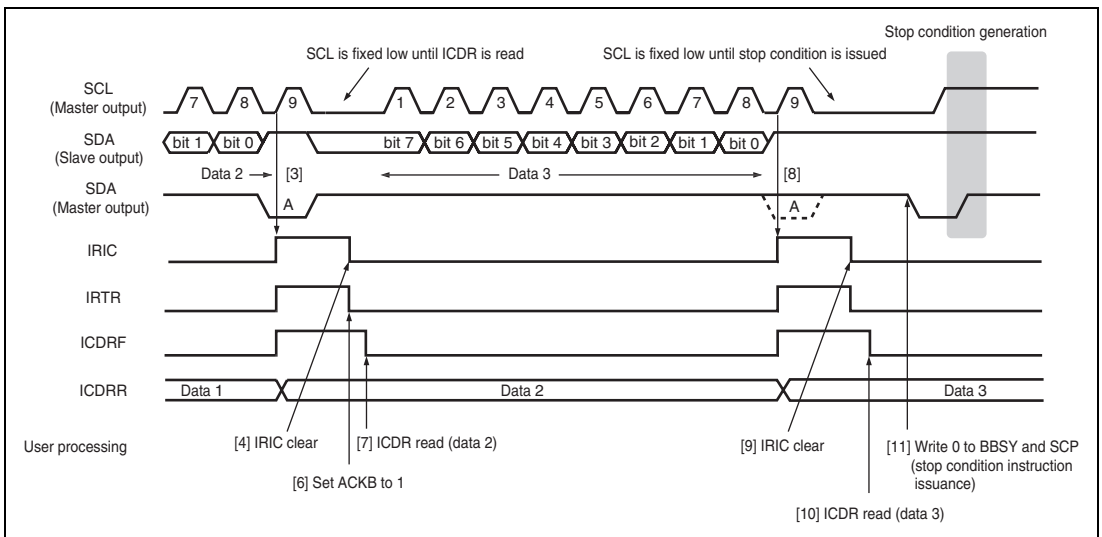 Stop condition generation
SCL is fixed low until ICDR is read
SCL is fixed low until stop condition is issued
SCL
(Master output)
7 8 9 1 2 3 4 5 6 7 8 9
SDA
(Slave output)
bit 1 bit 0 bit 7 bit 6 bit 5 bit 4 bit 3 bit 2 bit 1 bit 0
Data 2 [3] Data 3 [8]
SDA
(Master output)
A A
IRIC
IRTR
ICDRF
ICDRR Data 1 Data 2 Data 3
User processing
[4] IRIC clear
[7] ICDR read (data 2)
[9] IRIC clear
[11] Write 0 to BBSY and SCP
(stop condition instruction
issuance)
[6] Set ACKB to 1
[10] ICDR read (data 3)